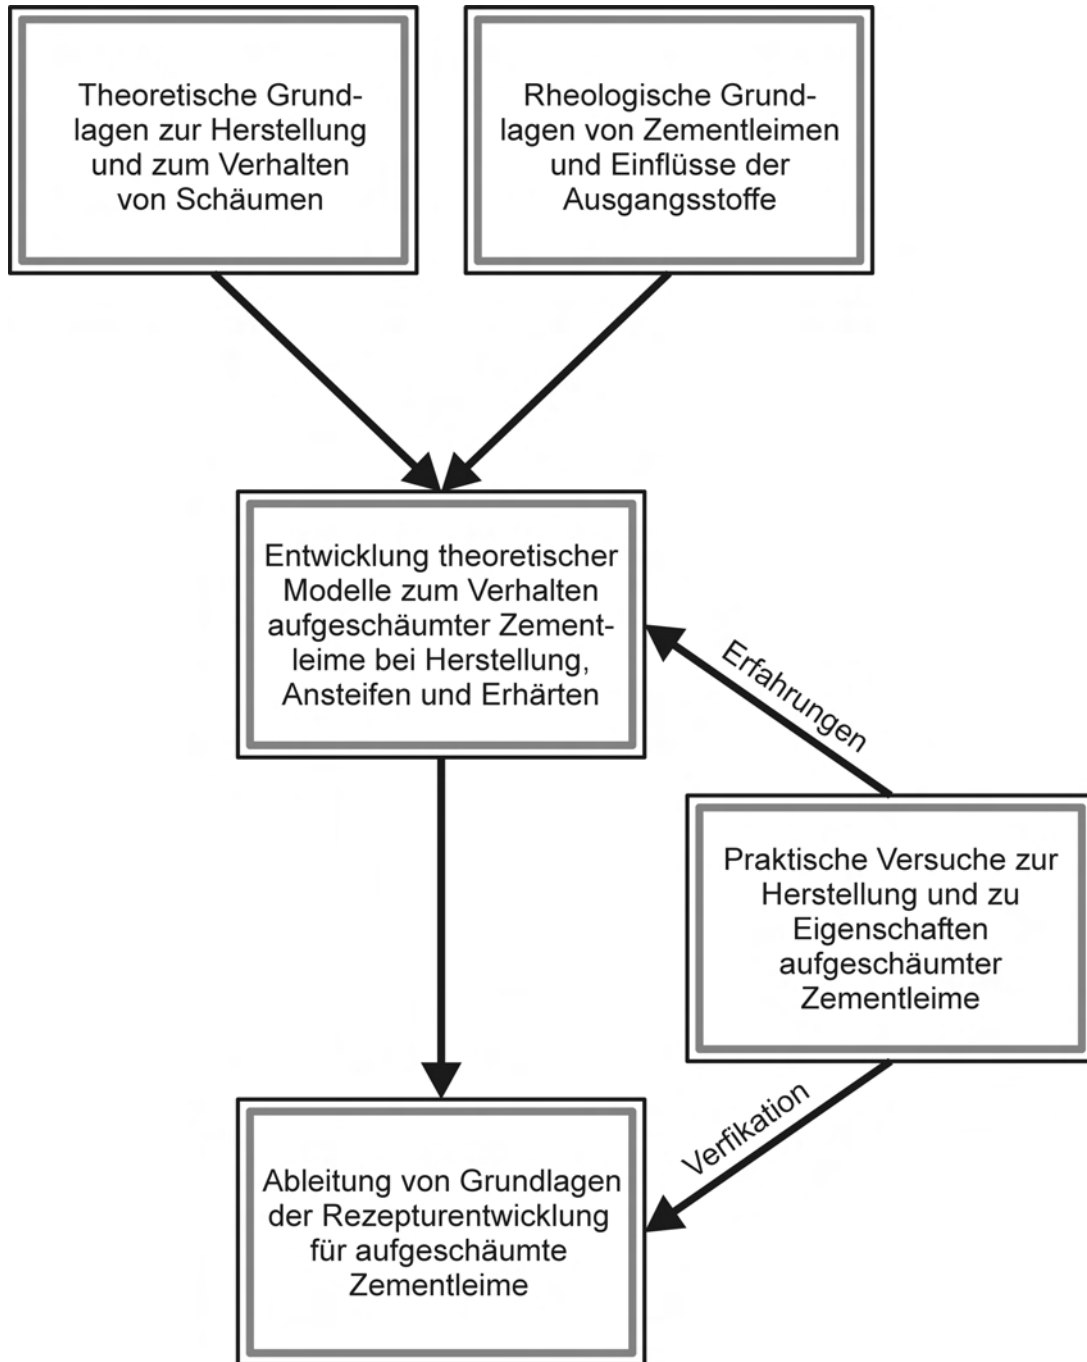 Theoretische Grund-
lagen zur Herstellung
und zum Verhalten
von Schäumen
Rheologische Grund-
lagen von Zementleimen
und Einflüsse der
Ausgangsstoffe
Entwicklung theoretischer
Modelle zum Verhalten
aufgeschäumter Zement-
leime bei Herstellung,
Ansteifen und Erhärten
Erfahrungen
Praktische Versuche zur
Herstellung und zu
Eigenschaften
aufgeschäumter
Zementleime
Verfikation
Ableitung von Grundlagen
der Rezepturentwicklung
für aufgeschäumte
Zementleime